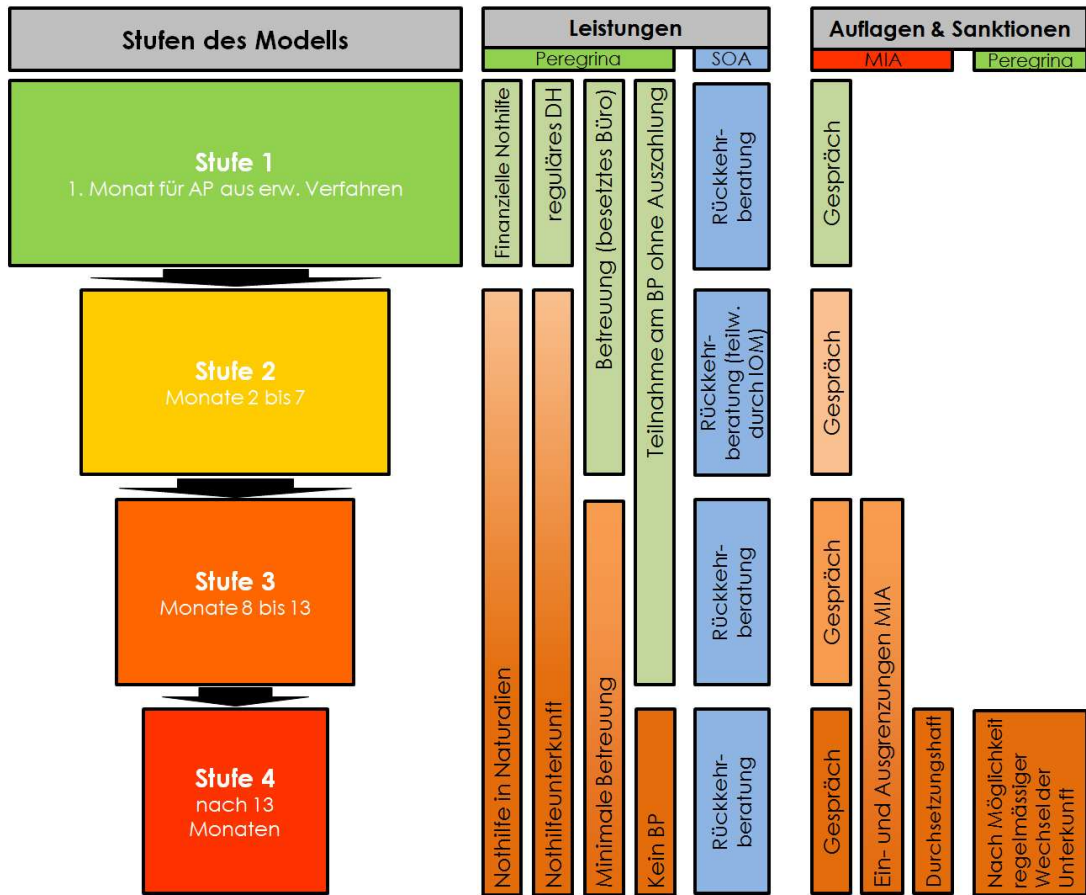 Stufen des Modells
Leistungen
Auflagen & Sanktionen
Peregrina
SOA
MIA
Peregrina
Stufe 1
1. Monat für AP aus erw. Verfahren
Finanzielle Nothilfe
reguläres DH
Betreuung (besetztes Büro)
Teilnahme am BP ohne Auszahlung
Rückkehr-
beratung
Gespräch
Stufe 2
Monate 2 bis 7
Nothilfe in Naturalien
Nothilfeunterkunft
Rückkehr-
beratung (teilw.
durch IOM)
Gespräch
Stufe 3
Monate 8 bis 13
Minimale Betreuung
Rückkehr-
beratung
Gespräch
Ein- und Ausgrenzungen MIA
Stufe 4
nach 13
Monaten
Kein BP
Rückkehr-
beratung
Gespräch
Durchsetzungshaft
Nach Möglichkeit
regelmässiger
Wechsel der
Unterkunft